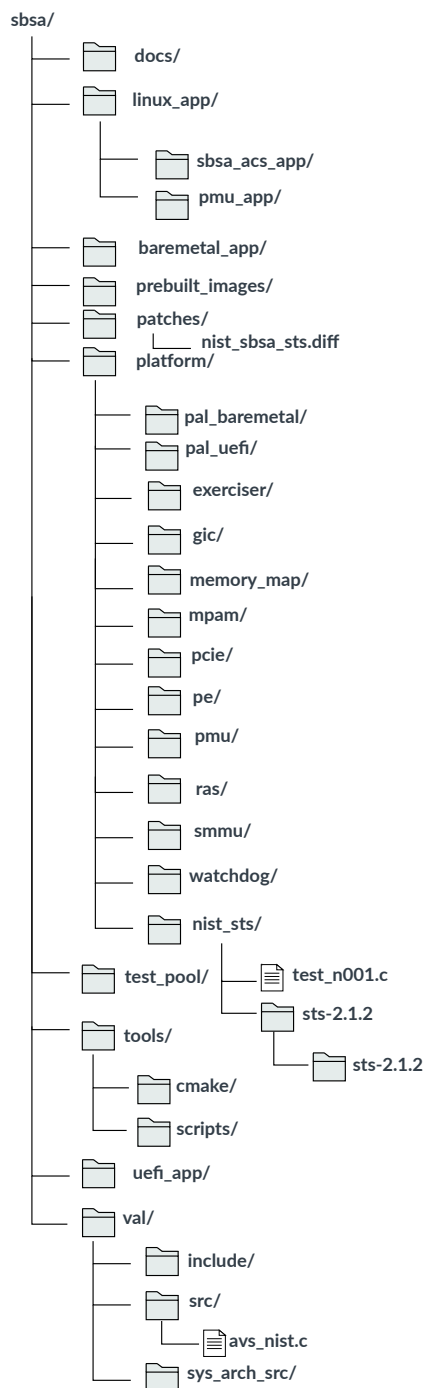 sbsa/
docs/
linux_app/
sbsa_acs_app/
pmu_app/
baremetal_app/
prebuilt_images/
patches/
nist_sbsa_sts.diff
platform/
pal_baremetal/
pal_uefi/
exerciser/
gic/
memory_map/
mpam/
pcie/
pe/
pmu/
ras/
smmu/
watchdog/
nist_sts/
test_pool/
test_n001.c
sts-2.1.2
tools/
sts-2.1.2
cmake/
scripts/
uefi_app/
val/
include/
src/
avs_nist.c
sys_arch_src/